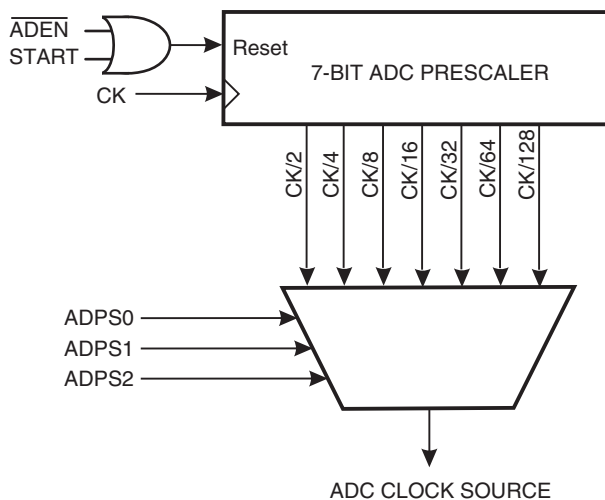 ADEN
START
Reset
7-BIT ADC PRESCALER
CK
CK/2
CK/4
CK/8
CK/16
CK/32
CK/64
CK/128
ADPS0
ADPS1
ADPS2
ADC CLOCK SOURCE